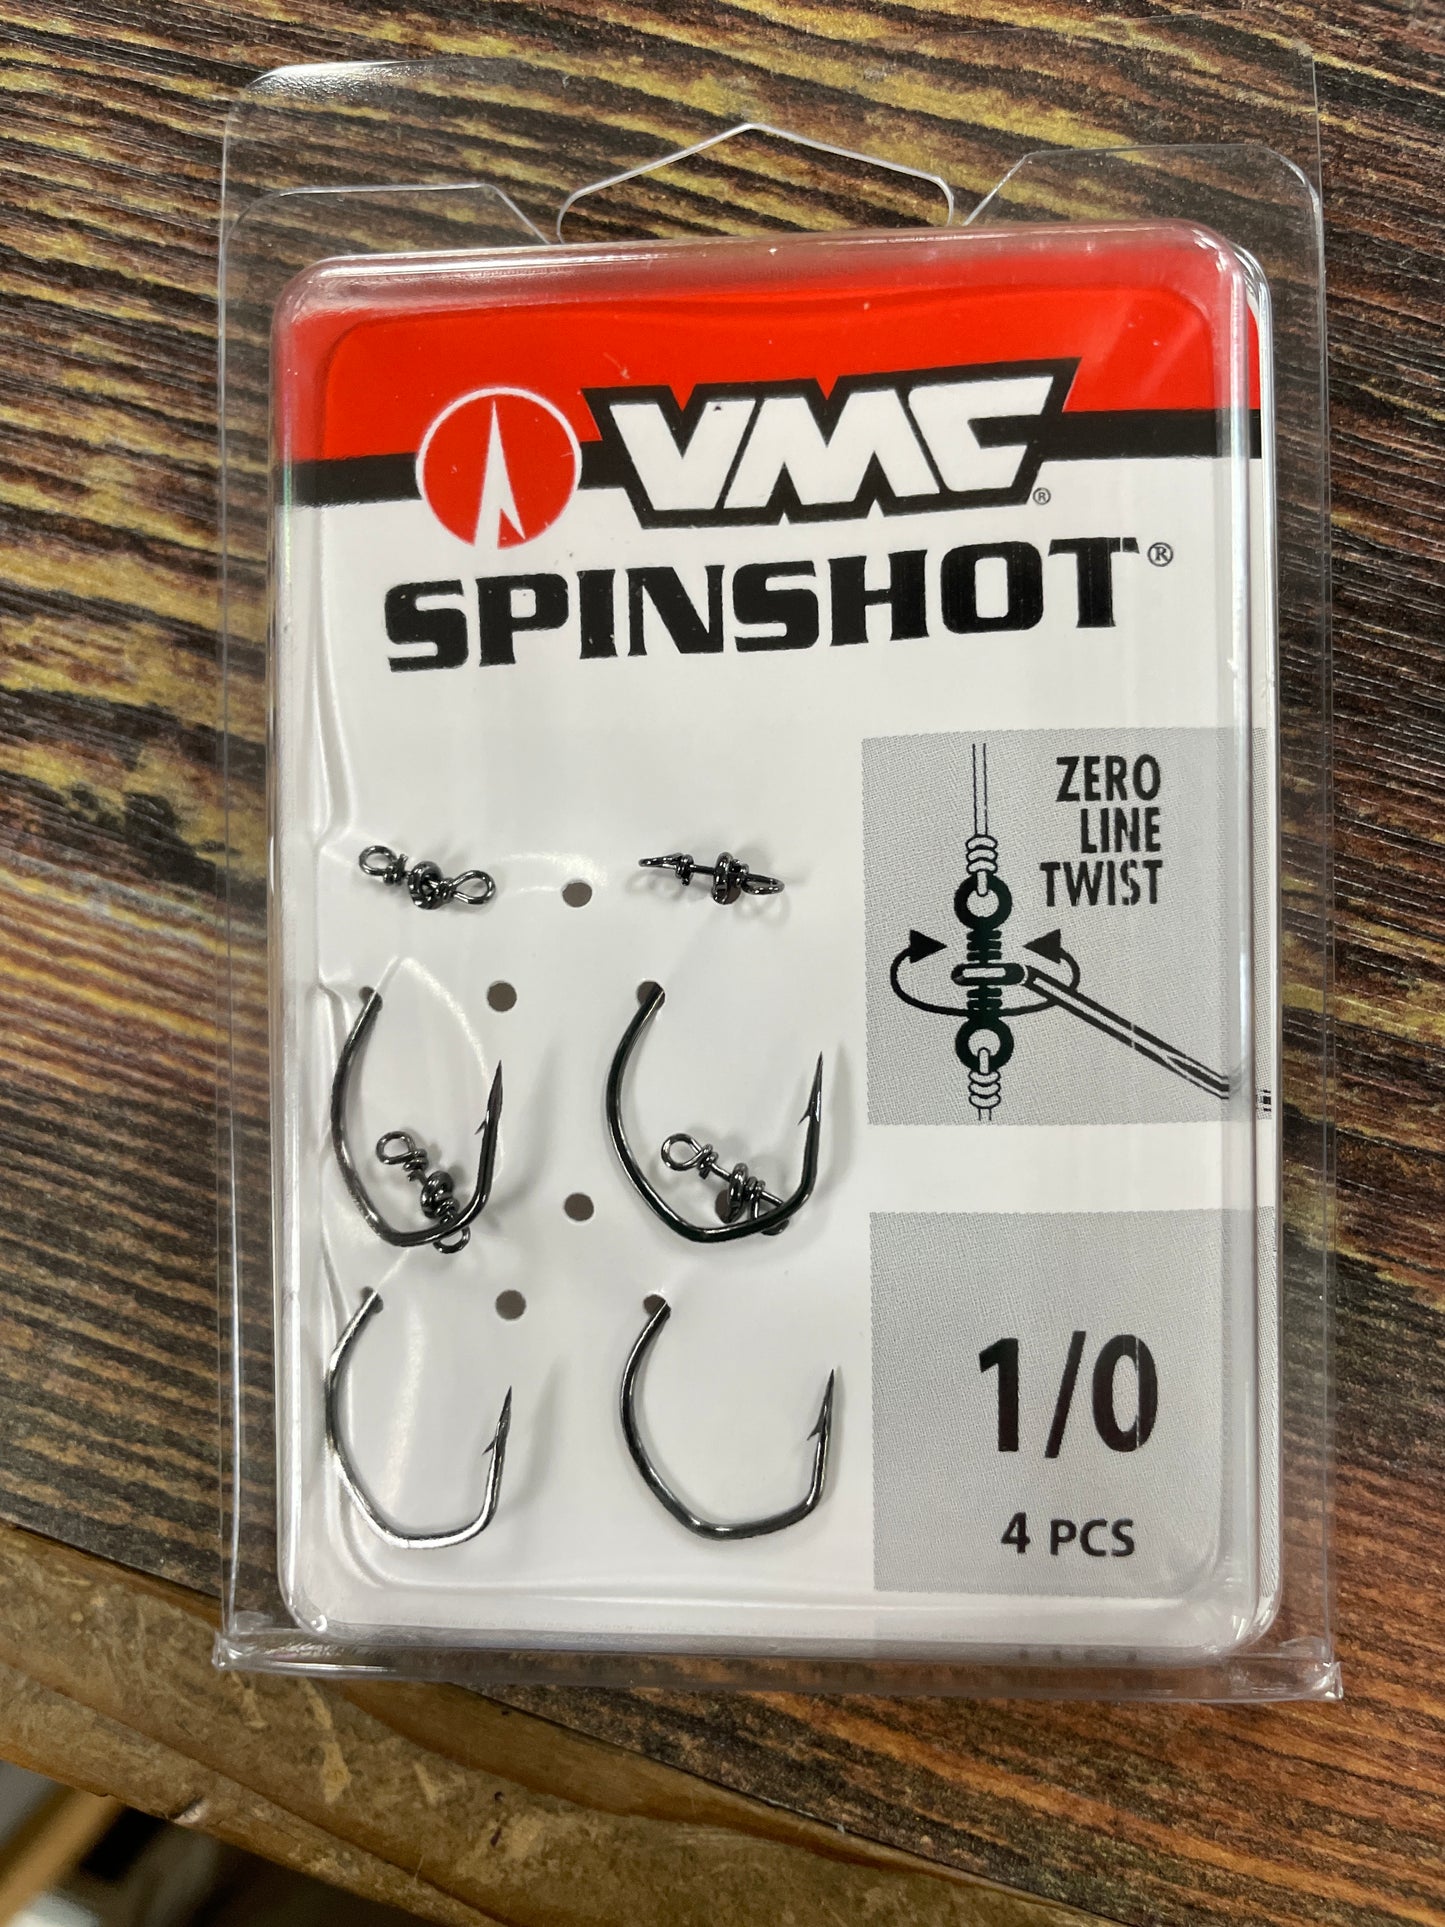 VMC®
SPINSHOT®
ZERO
LINE
TWIST
1/0
4 PCS